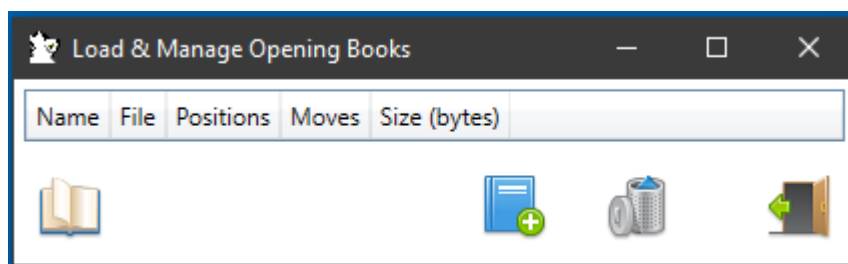 Load & Manage Opening Books
Name File Positions Moves Size (bytes)